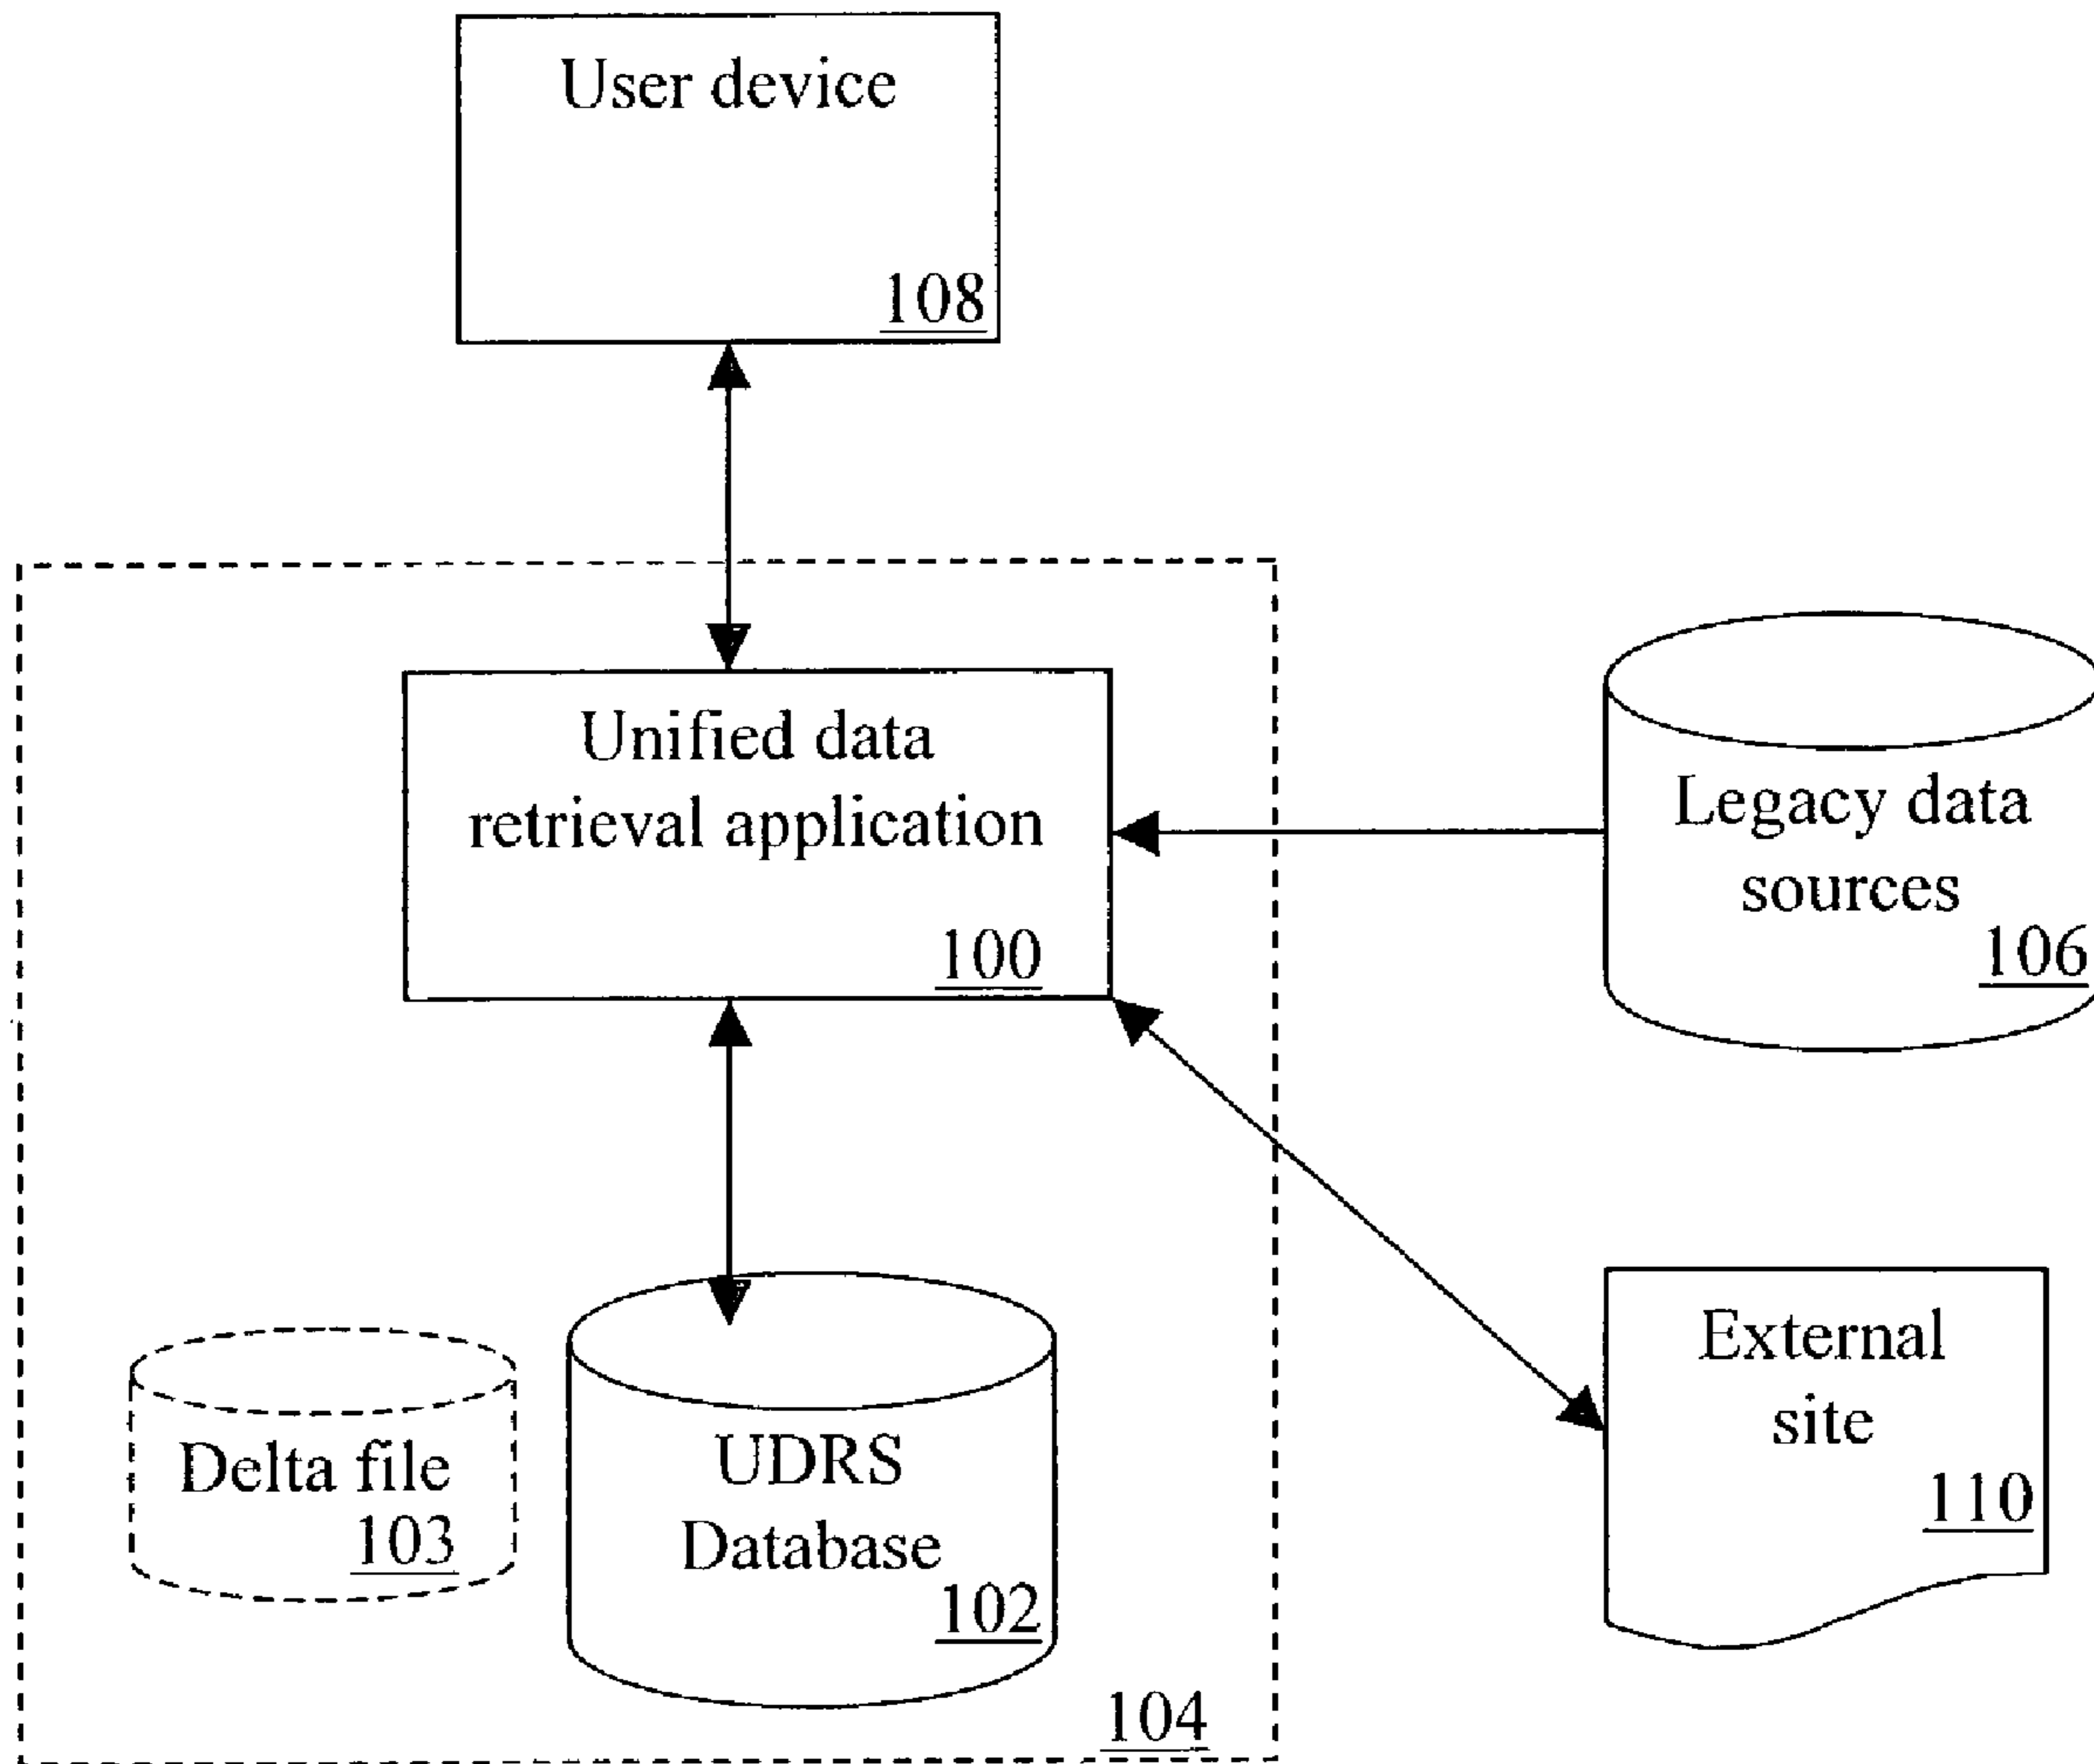 User device
108
Unified data
retrieval application
100
Legacy data
sources
106
External
site
110
Delta file
103
UDRS
Database
102
104